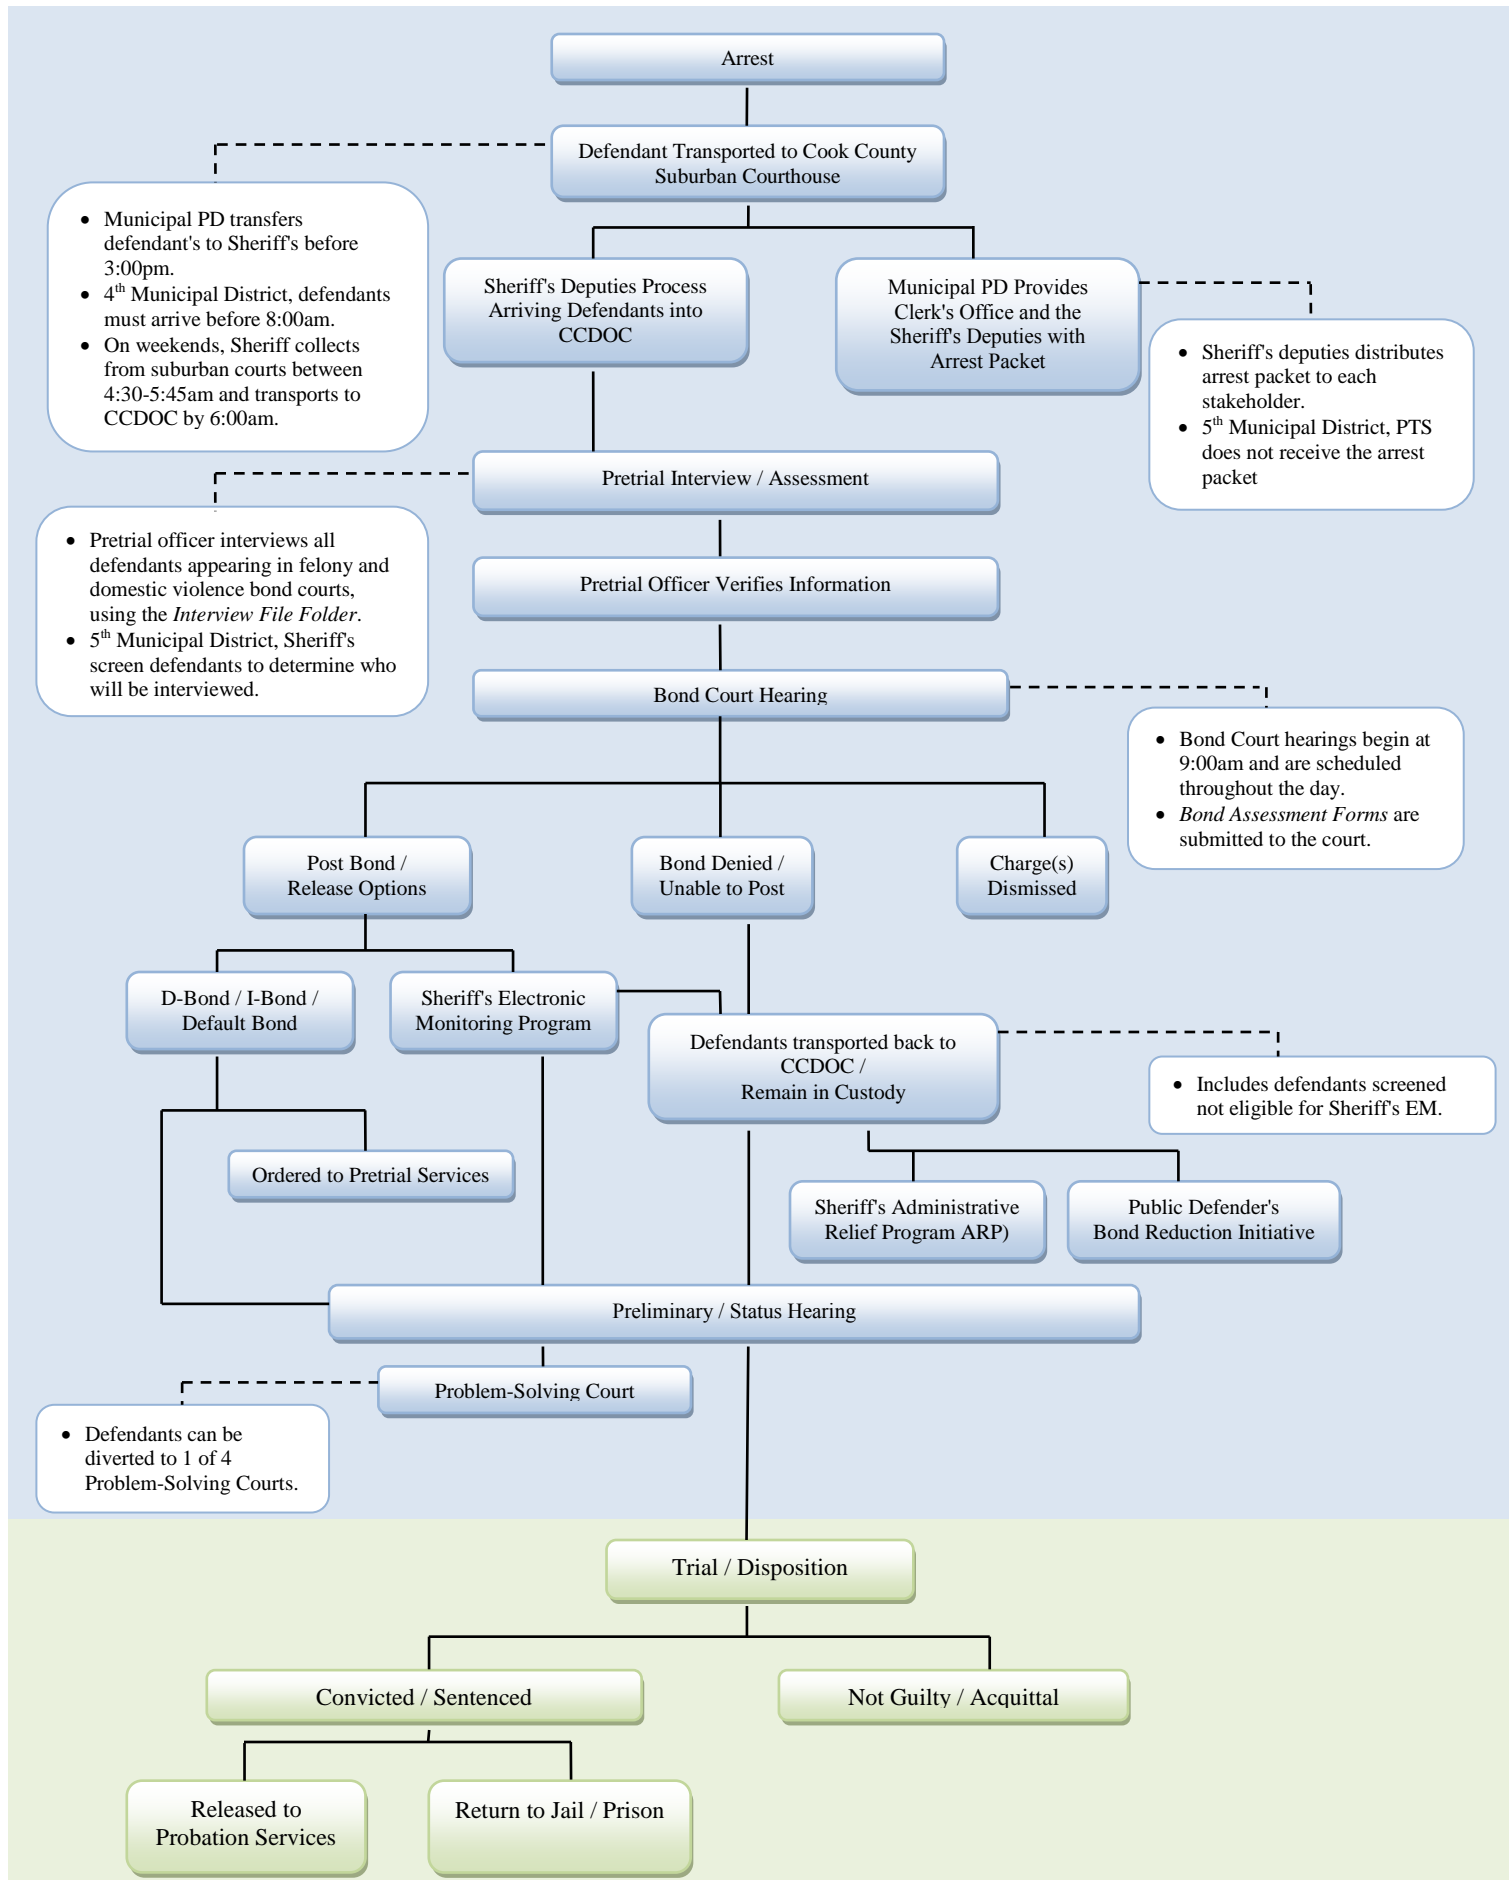 Arrest
Defendant Transported to Cook County
Suburban Courthouse
• Municipal PD transfers
defendant's to Sheriff's before
3:00pm.
• 4th Municipal District, defendants
must arrive before 8:00am.
• On weekends, Sheriff collects
from suburban courts between
4:30-5:45am and transports to
CCDOC by 6:00am.
Sheriff's Deputies Process
Arriving Defendants into
CCDOC
Municipal PD Provides
Clerk's Office and the
Sheriff's Deputies with
Arrest Packet
• Sheriff's deputies distributes
arrest packet to each
stakeholder.
• 5th Municipal District, PTS
does not receive the arrest
packet
Pretrial Interview / Assessment
• Pretrial officer interviews all
defendants appearing in felony and
domestic violence bond courts,
using the Interview File Folder.
• 5th Municipal District, Sheriff's
screen defendants to determine who
will be interviewed.
Pretrial Officer Verifies Information
Bond Court Hearing
• Bond Court hearings begin at
9:00am and are scheduled
throughout the day.
• Bond Assessment Forms are
submitted to the court.
Post Bond /
Release Options
Bond Denied /
Unable to Post
Charge(s)
Dismissed
D-Bond / I-Bond /
Default Bond
Sheriff's Electronic
Monitoring Program
Defendants transported back to
CCDOC /
Remain in Custody
• Includes defendants screened
not eligible for Sheriff's EM.
Ordered to Pretrial Services
Sheriff's Administrative
Relief Program ARP)
Public Defender's
Bond Reduction Initiative
Preliminary / Status Hearing
Problem-Solving Court
• Defendants can be
diverted to 1 of 4
Problem-Solving Courts.
Trial / Disposition
Convicted / Sentenced
Not Guilty / Acquittal
Released to
Probation Services
Return to Jail / Prison